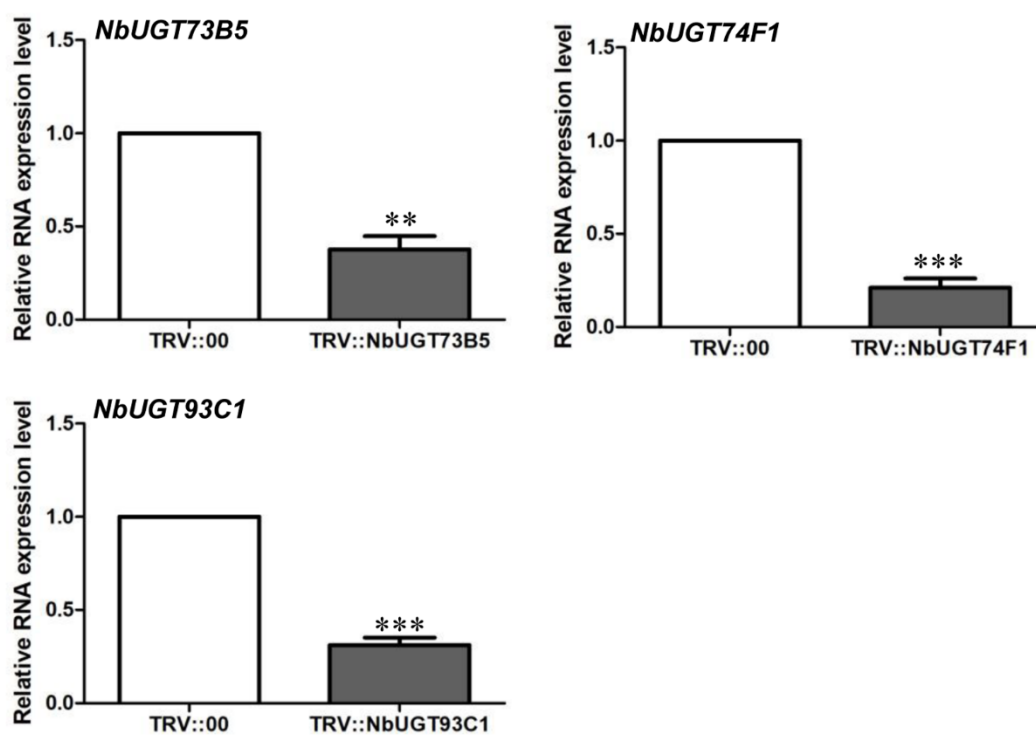 NbUGT73B5
Relative RNA expression level
1.5
1.0
0.5
0.0
**
TRV::00 TRV::NbUGT73B5
NbUGT74F1
Relative RNA expression level
1.5
1.0
0.5
0.0
***
TRV::00 TRV::NbUGT74F1
NbUGT93C1
Relative RNA expression level
1.5
1.0
0.5
0.0
***
TRV::00 TRV::NbUGT93C1